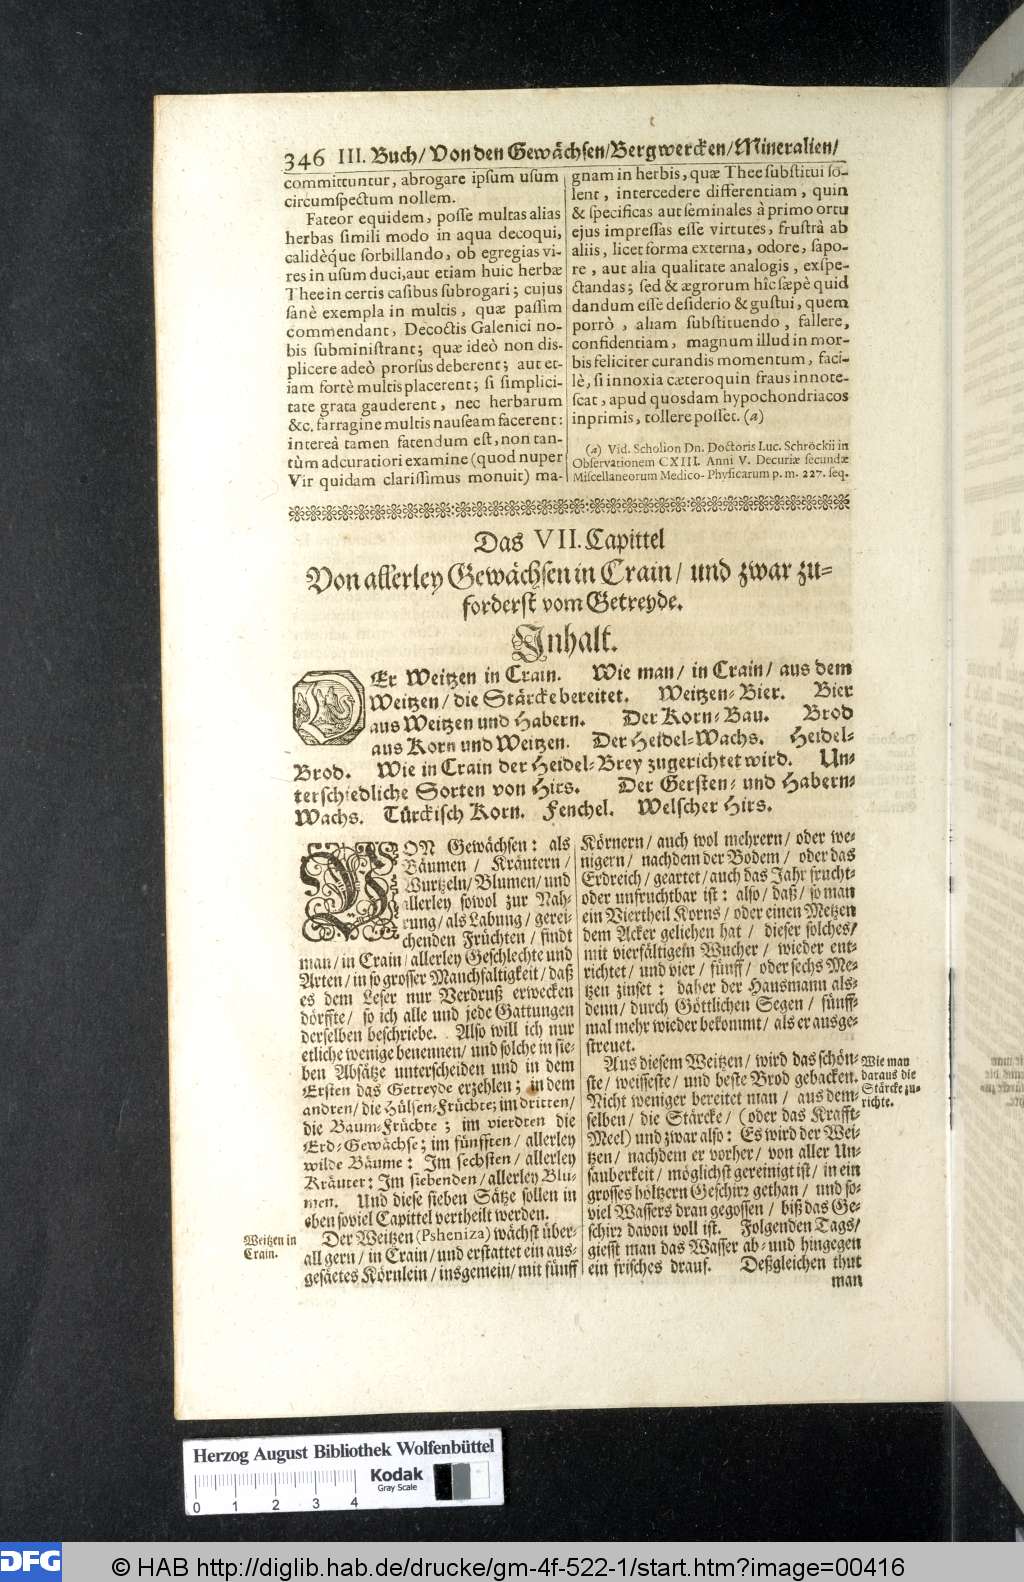 346 III. Buch/ Von den Gewächsen/ Bergwercken/ Mineralien/
committuntur, abrogare ipsum usum
circumspectum nollem.
Fateor equidem, posse multas alias
herbas simili modo in aqua decoqui,
calidèq́ue sorbillando, ob egregias vi-
res in usum duci, aut etiam huic herbæ
Thee in certis casibus subrogari; cujus
sanè exempla in multis, quæ passim
commendant, Decoctis Galenici no-
bis subministrant; quæ ideò non dis-
plicere adeò prorsus deberent; aut et-
iam fortè multis placerent; si simplici-
tate grata gauderent, nec herbarum
&c. farragine multis nauseam facerent:
intereà tamen fatendum est, non tan-
tùm adcuratiori examine (quod nuper
Vir quidam clarissimus monuit) ma-
gnam in herbis, quæ Thee substitui so-
lent, intercedere differentiam, quin
& specificas aut seminales à primo ortu
ejus impressas esse virtutes, frustrà ab
aliis, licet forma externa, odore, sapo-
re, aut alia qualitate analogis, exspe-
ctandas; sed & ægrorum hîc sæpè quid
dandum esse desiderio & gustui, quem
porrò, aliam substituendo, fallere,
confidentiam, magnum illud in mor-
bis feliciter curandis momentum, faci-
lè, si innoxia cæteroquin fraus innote-
scat, apud quosdam hypochondriacos
inprimis, tollere posset. (a)
(a) Vid. Scholion Dn. Doctoris Luc. Schröckii in
Observationem CXIII. Anni V. Decuriæ secundæ
Miscellaneorum Medico-Physicarum p. m. 227. seq.
Das VII. Capittel
Von allerley Gewächsen in Crain/ und zwar zu-
forderst vom Getreyde.
Inhalt.
DEr Weitzen in Crain. Wie man/ in Crain/ aus dem
Weitzen/ die Stärcke bereitet. Weitzen-Bier. Bier
aus Weitzen und Habern. Der Korn-Bau. Brod
aus Korn und Weitzen. Der Heidel-Wachs. Heidel-
Brod. Wie in Crain der Heidel-Brey zugerichtet wird. Un-
terschiedliche Sorten von Hirs. Der Gersten- und Habern-
Wachs. Türckisch Korn. Fenchel. Welscher Hirs.
VON Gewächsen: als
Bäumen/ Kräutern/
Wurtzeln/ Blumen/ und
allerley sowol zur Nah-
rung/ als Labung/ gerei-
chenden Früchten/ findt
man/ in Crain/ allerley Geschlechte und
Arten/ in so grosser Manchfaltigkeit/ daß
es dem Leser nur Verdruß erwecken
dörffte/ so ich alle und jede Gattungen
derselben beschriebe. Also will ich nur
etliche wenige benennen/ und solche in sie-
ben Absätze unterscheiden und in dem
Ersten das Getreyde erzehlen; in dem
andren/ die Hülsen-Früchte; im dritten/
die Baum-Früchte; im vierdten die
Erd-Gewächse; im fünfften/ allerley
wilde Bäume: Im sechsten/ allerley
Kräuter: Im siebenden/ allerley Blu-
men. Und diese sieben Sätze sollen in
eben soviel Capittel vertheilt werden.
Weitzen in
Crain.
Der Weitzen (Psheniza) wächst über-
all gern/ in Crain/ und erstattet ein aus-
gesäetes Körnlein/ insgemein/ mit fünff
Körnern/ auch wol mehrern/ oder we-
nigern/ nachdem der Bodem/ oder das
Erdreich/ geartet/ auch das Jahr frucht-
oder unfruchtbar ist: also/ daß/ so man
ein Viertheil Korns/ oder einen Metzen
dem Acker geliehen hat/ dieser solches/
mit vierfältigem Wucher/ wieder ent-
richtet/ und vier/ fünff/ oder sechs Me-
tzen zinset: daher der Hausmann als-
denn/ durch Göttlichen Segen/ fünff-
mal mehr wieder bekommt/ als er ausge-
streuet.
Aus diesem Weitzen/ wird das schön-
ste/ weisseste/ und beste Brod gebacken.
Nicht weniger bereitet man/ aus dem-
selben/ die Stärcke/ (oder das Krafft-
Meel) und zwar also: Es wird der Wei-
tzen/ nachdem er vorher/ von aller Un-
sauberkeit/ möglichst gereinigt ist/ in ein
grosses höltzern Geschirr gethan/ und so-
viel Wassers dran gegossen/ biß das Ge-
schirr davon voll ist. Folgenden Tags/
giesst man das Wasser ab- und hingegen
ein frisches drauf. Deßgleichen thut
man
Wie man
daraus die
Stärcke zu-
richte.
Herzog August Bibliothek Wolfenbüttel
Kodak
Gray Scale
0 1 2 3 4
DFG
© HAB http://diglib.hab.de/drucke/gm-4f-522-1/start.htm?image=00416